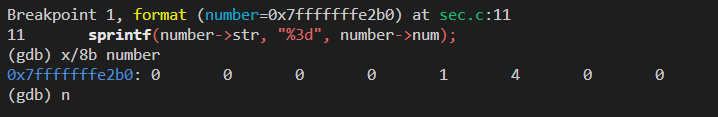 Breakpoint 1, format (number=0x7fffffffe2b0) at sec.c:11
11 sprintf(number->str, "%3d", number->num);
(gdb) x/8b number
0x7fffffffe2b0: 0 0 0 0 1 4 0 0
(gdb) n